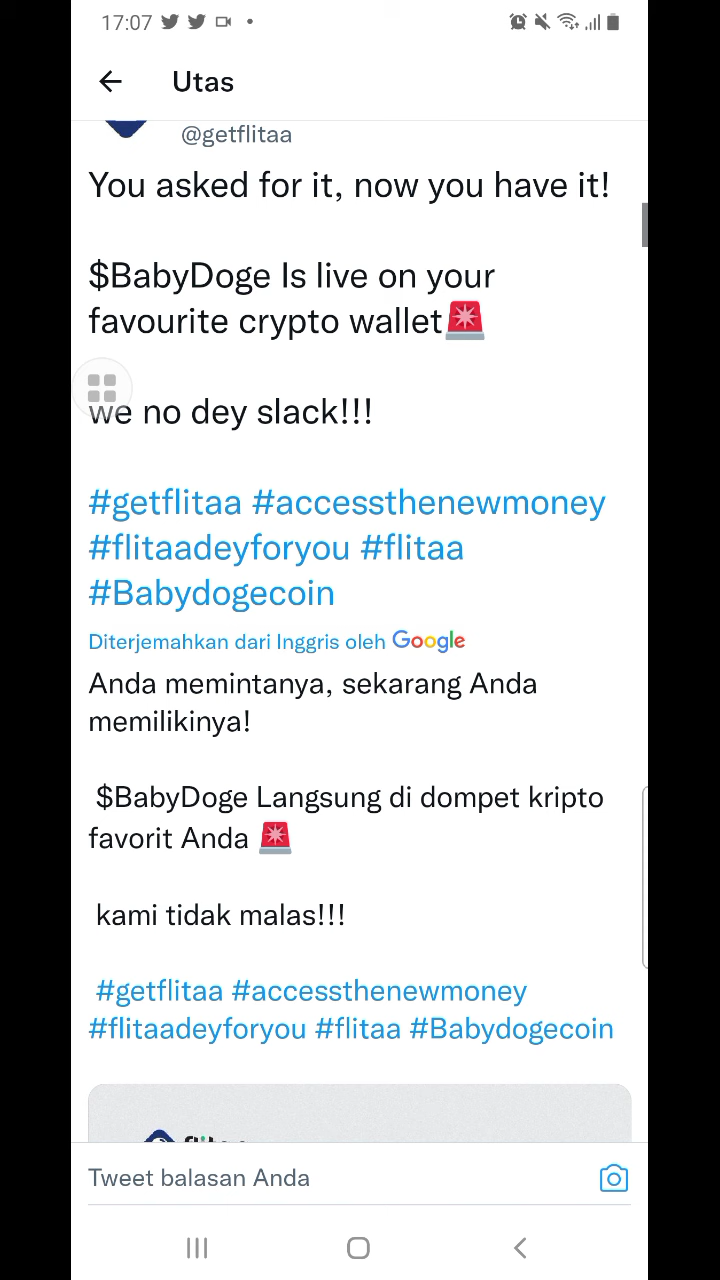 17:07
Utas
@getflitaa
You asked for it, now you have it!
$BabyDoge Is live on your
favourite crypto wallet🚨
we no dey slack!!!
#getflitaa #accessthenewmoney
#flitaadeyforyou #flitaa
#Babydogecoin
Diterjemahkan dari Inggris oleh Google
Anda memintanya, sekarang Anda
memilikinya!
$BabyDoge Langsung di dompet kripto
favorit Anda 🚨
kami tidak malas!!!
#getflitaa #accessthenewmoney
#flitaadeyforyou #flitaa #Babydogecoin
Tweet balasan Anda